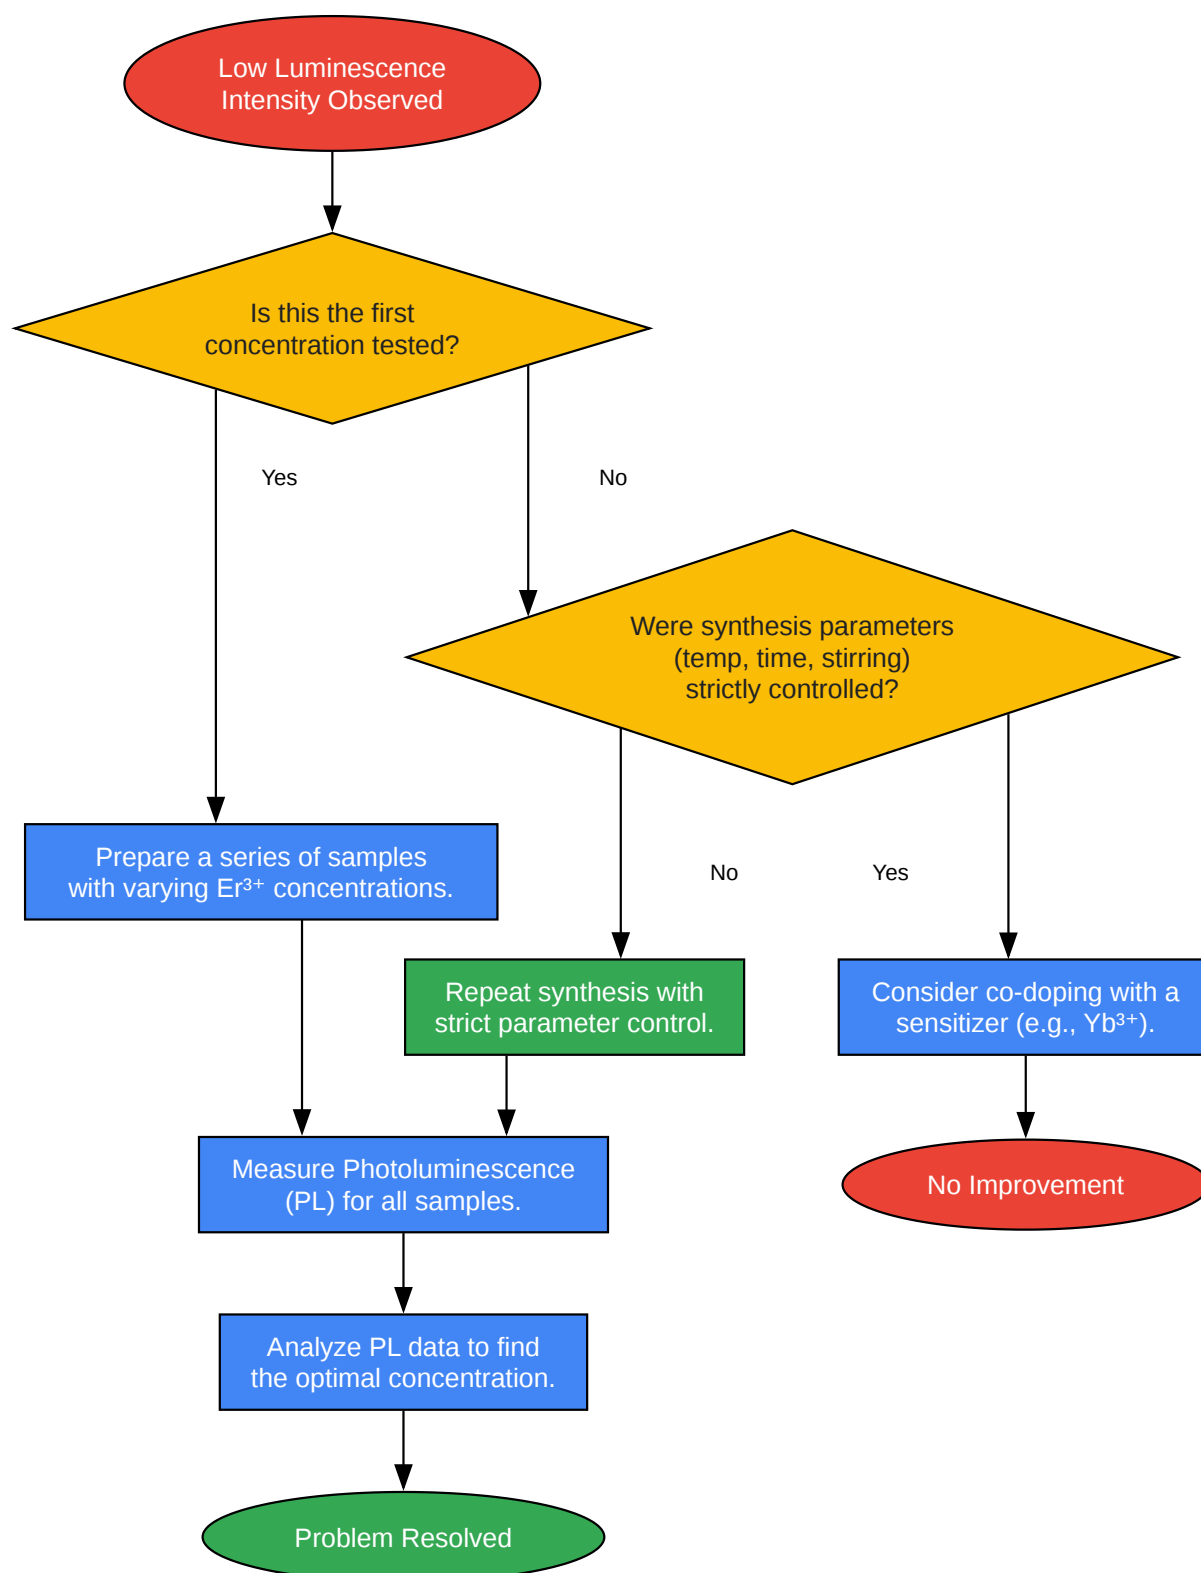 Low Luminescence
Intensity Observed
Is this the first
concentration tested?
Yes
No
Were synthesis parameters
(temp, time, stirring)
strictly controlled?
Prepare a series of samples
with varying Er³⁺ concentrations.
No
Yes
Repeat synthesis with
strict parameter control.
Consider co-doping with a
sensitizer (e.g., Yb³⁺).
Measure Photoluminescence
(PL) for all samples.
No Improvement
Analyze PL data to find
the optimal concentration.
Problem Resolved